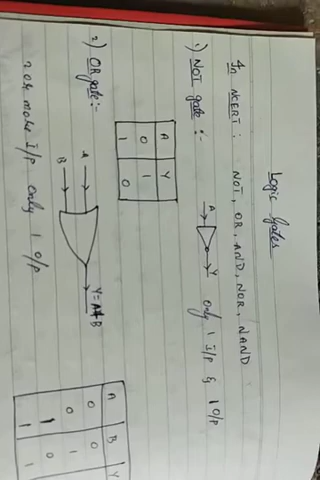 Logic Gates
In NCERT : NOT, OR, AND, NOR, NAND
1) NOT gate :-
A Y only 1 I/P & 1 O/P
A Y
0 1
1 0
2) OR gate :-
A
B
Y = A+B
2 or more I/P only 1 O/P
A B Y
0 0
0 1
1 0
1 1